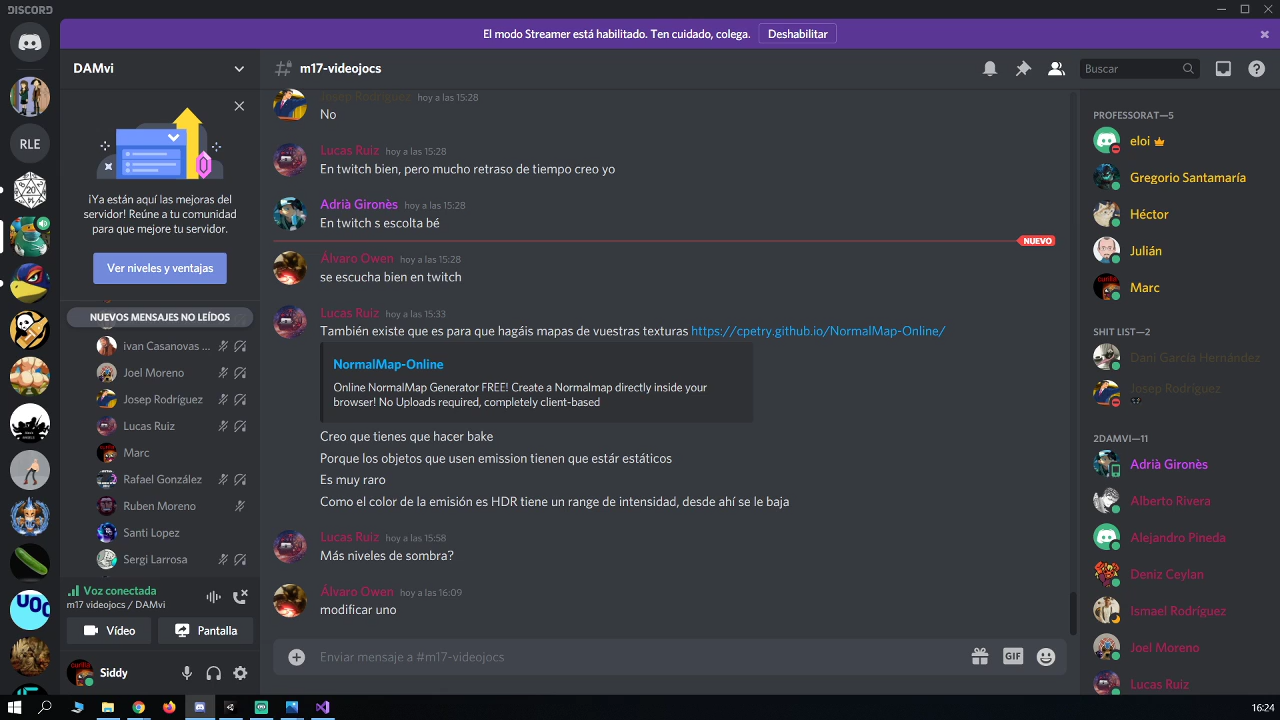 DISCORD
El modo Streamer está habilitado. Ten cuidado, colega.
Deshabilitar
DAMvi
¡Ya están aquí las mejoras del
servidor! Reúne a tu comunidad
para que mejore tu servidor.
Ver niveles y ventajas
NUEVOS MENSAJES NO LEÍDOS
ivan Casanovas ...
Joel Moreno
Josep Rodríguez
Lucas Ruiz
Marc
Rafael González
Ruben Moreno
Santi Lopez
Sergi Larrosa
Voz conectada
m17 videojocs / DAMvi
Vídeo
Pantalla
Siddy
RLE
20
UOC
m17-videojocs
Buscar
Josep Rodríguez hoy a las 15:28
No
Lucas Ruiz hoy a las 15:28
En twitch bien, pero mucho retraso de tiempo creo yo
Adrià Gironès hoy a las 15:28
En twitch s escolta bé
NUEVO
Álvaro Owen hoy a las 15:28
se escucha bien en twitch
Lucas Ruiz hoy a las 15:33
También existe que es para que hagáis mapas de vuestras texturas https://cpetry.github.io/NormalMap-Online/
NormalMap-Online
Online NormalMap Generator FREE! Create a Normalmap directly inside your
browser! No Uploads required, completely client-based
Creo que tienes que hacer bake
Porque los objetos que usen emission tienen que estár estáticos
Es muy raro
Como el color de la emisión es HDR tiene un range de intensidad, desde ahí se le baja
Lucas Ruiz hoy a las 15:58
Más niveles de sombra?
Álvaro Owen hoy a las 16:09
modificar uno
Enviar mensaje a #m17-videojocs
GIF
PROFESSORAT—5
eloi
Gregorio Santamaría
Héctor
Julián
Marc
SHIT LIST—2
Dani García Hernández
Josep Rodríguez
2DAMVI—11
Adrià Gironès
Alberto Rivera
Alejandro Pineda
Deniz Ceylan
Ismael Rodríguez
Joel Moreno
Lucas Ruiz
16:24